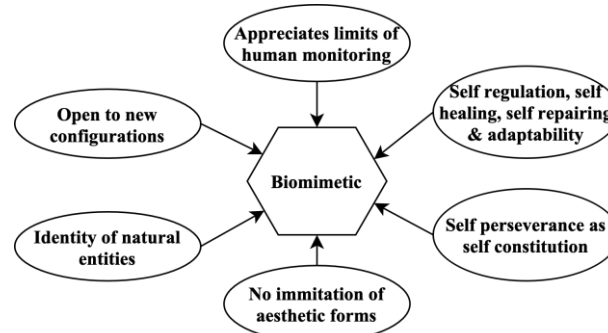 Appreciates limits of
human monitoring
Open to new
configurations
Self regulation, self
healing, self repairing
& adaptability
Biomimetic
Identity of natural
entities
Self perseverance as
self constitution
No immitation of
aesthetic forms